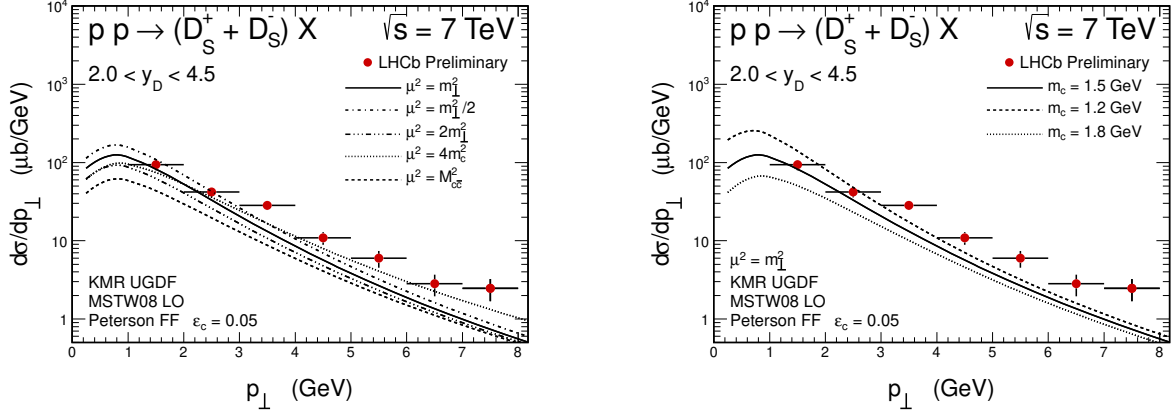 p p → (D_S^+ + D_S^-) X √s = 7 TeV
2.0 < y_D < 4.5
LHCb Preliminary
μ² = m_⊥²
μ² = m_⊥²/2
μ² = 2m_⊥²
μ² = 4m_c²
μ² = M_cc̄²
KMR UGDF
MSTW08 LO
Peterson FF ε_c = 0.05
dσ/dp_⊥ (μb/GeV)
10⁴
10³
10²
10
1
0 1 2 3 4 5 6 7 8
p_⊥ (GeV)
p p → (D_S^+ + D_S^-) X √s = 7 TeV
2.0 < y_D < 4.5
LHCb Preliminary
m_c = 1.5 GeV
m_c = 1.2 GeV
m_c = 1.8 GeV
μ² = m_⊥²
KMR UGDF
MSTW08 LO
Peterson FF ε_c = 0.05
dσ/dp_⊥ (μb/GeV)
10⁴
10³
10²
10
1
0 1 2 3 4 5 6 7 8
p_⊥ (GeV)